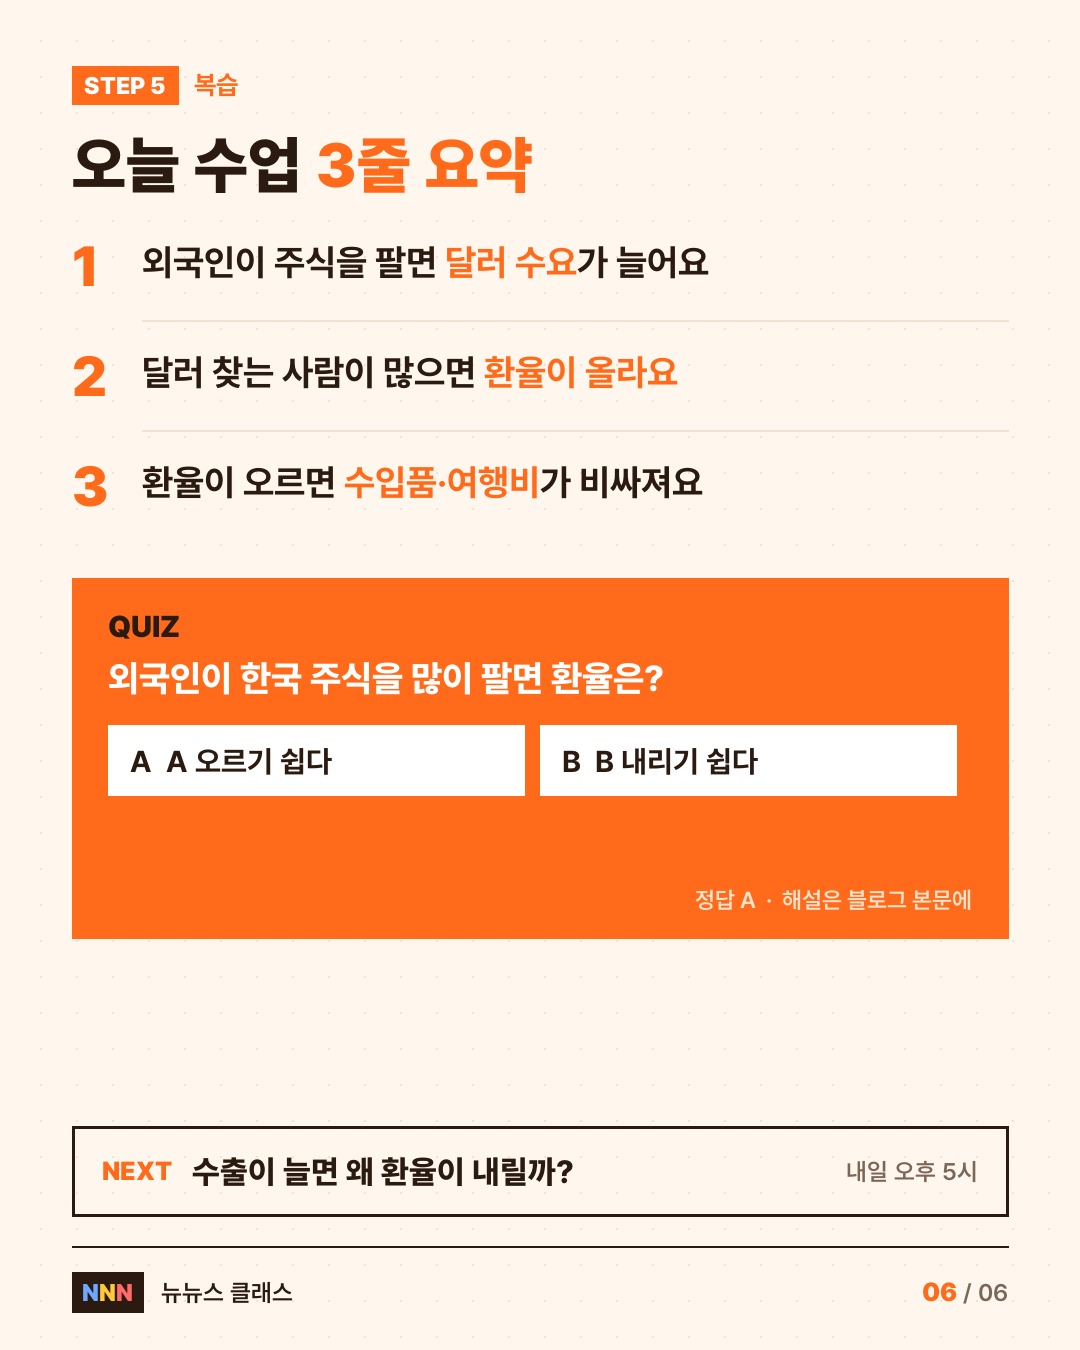 STEP 5 복습
오늘 수업 3줄 요약
1 외국인이 주식을 팔면 달러 수요가 늘어요
2 달러 찾는 사람이 많으면 환율이 올라요
3 환율이 오르면 수입품·여행비가 비싸져요
QUIZ
외국인이 한국 주식을 많이 팔면 환율은?
A A 오르기 쉽다
B B 내리기 쉽다
정답 A · 해설은 블로그 본문에
NEXT 수출이 늘면 왜 환율이 내릴까? 내일 오후 5시
NNN 뉴뉴스 클래스 06 / 06